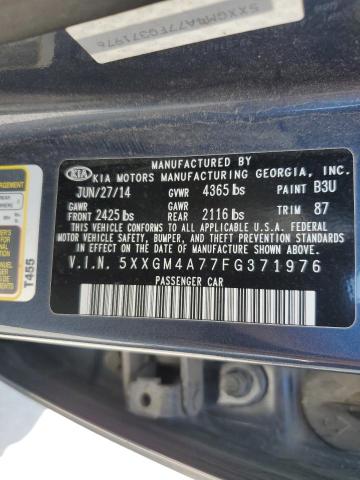 5XXGM4A77FG371976
MANUFACTURED BY
KIA KIA MOTORS MANUFACTURING GEORGIA, INC.
JUN/27/14 GVWR 4365 lbs PAINT B3U
GAWR GAWR
FRONT 2425 lbs REAR 2116 lbs TRIM 87
THIS VEHICLE CONFORMS TO ALL APPLICABLE U.S.A. FEDERAL
MOTOR VEHICLE SAFETY, BUMPER, AND THEFT PREVENTION STANDARDS
IN EFFECT ON THE DATE OF MANUFACTURE SHOWN ABOVE.
V.I.N. 5XXGM4A77FG371976
PASSENGER CAR
T455